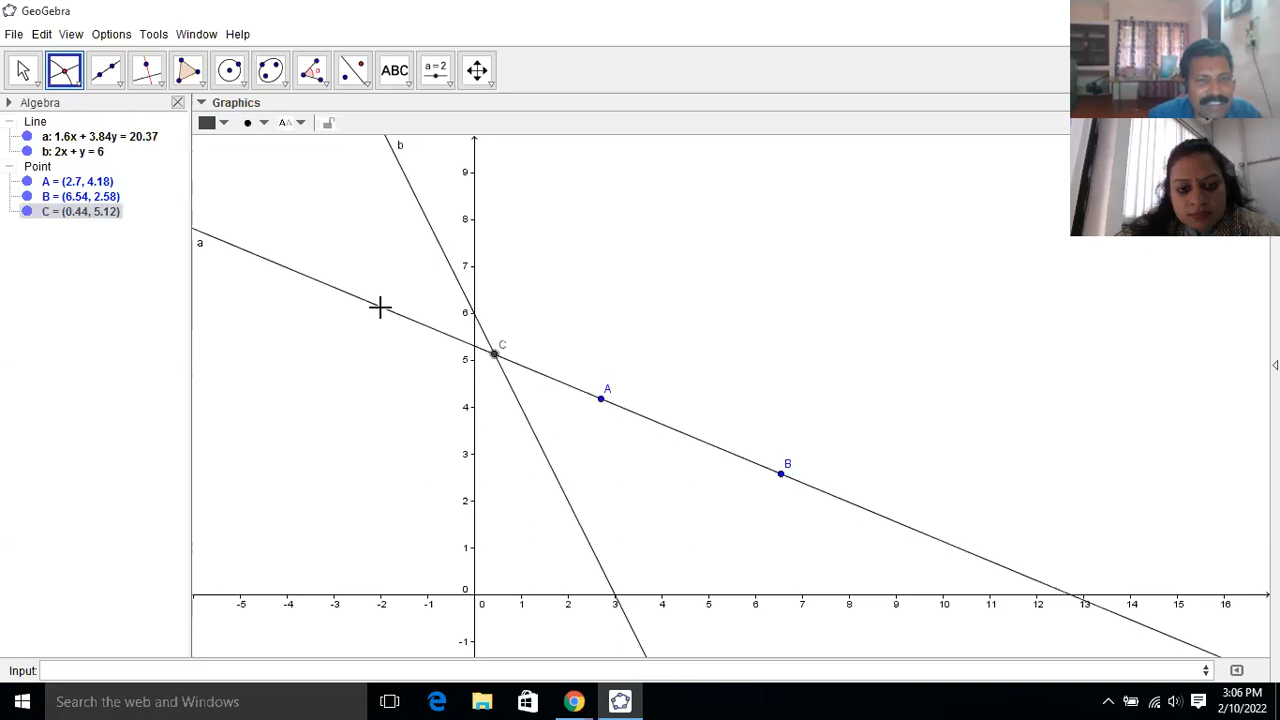 GeoGebra
File Edit View Options Tools Window Help
ABC
a = 2
Algebra
Graphics
Line
AA
a: 1.6x + 3.84y = 20.37
b: 2x + y = 6
Point
A = (2.7, 4.18)
B = (6.54, 2.58)
C = (0.44, 5.12)
b
9
8
a
7
6
C
5
A
4
3
B
2
1
0
-5 -4 -3 -2 -1 0 1 2 3 4 5 6 7 8 9 10 11 12 13 14 15 16
-1
Input:
Search the web and Windows
3:06 PM
2/10/2022